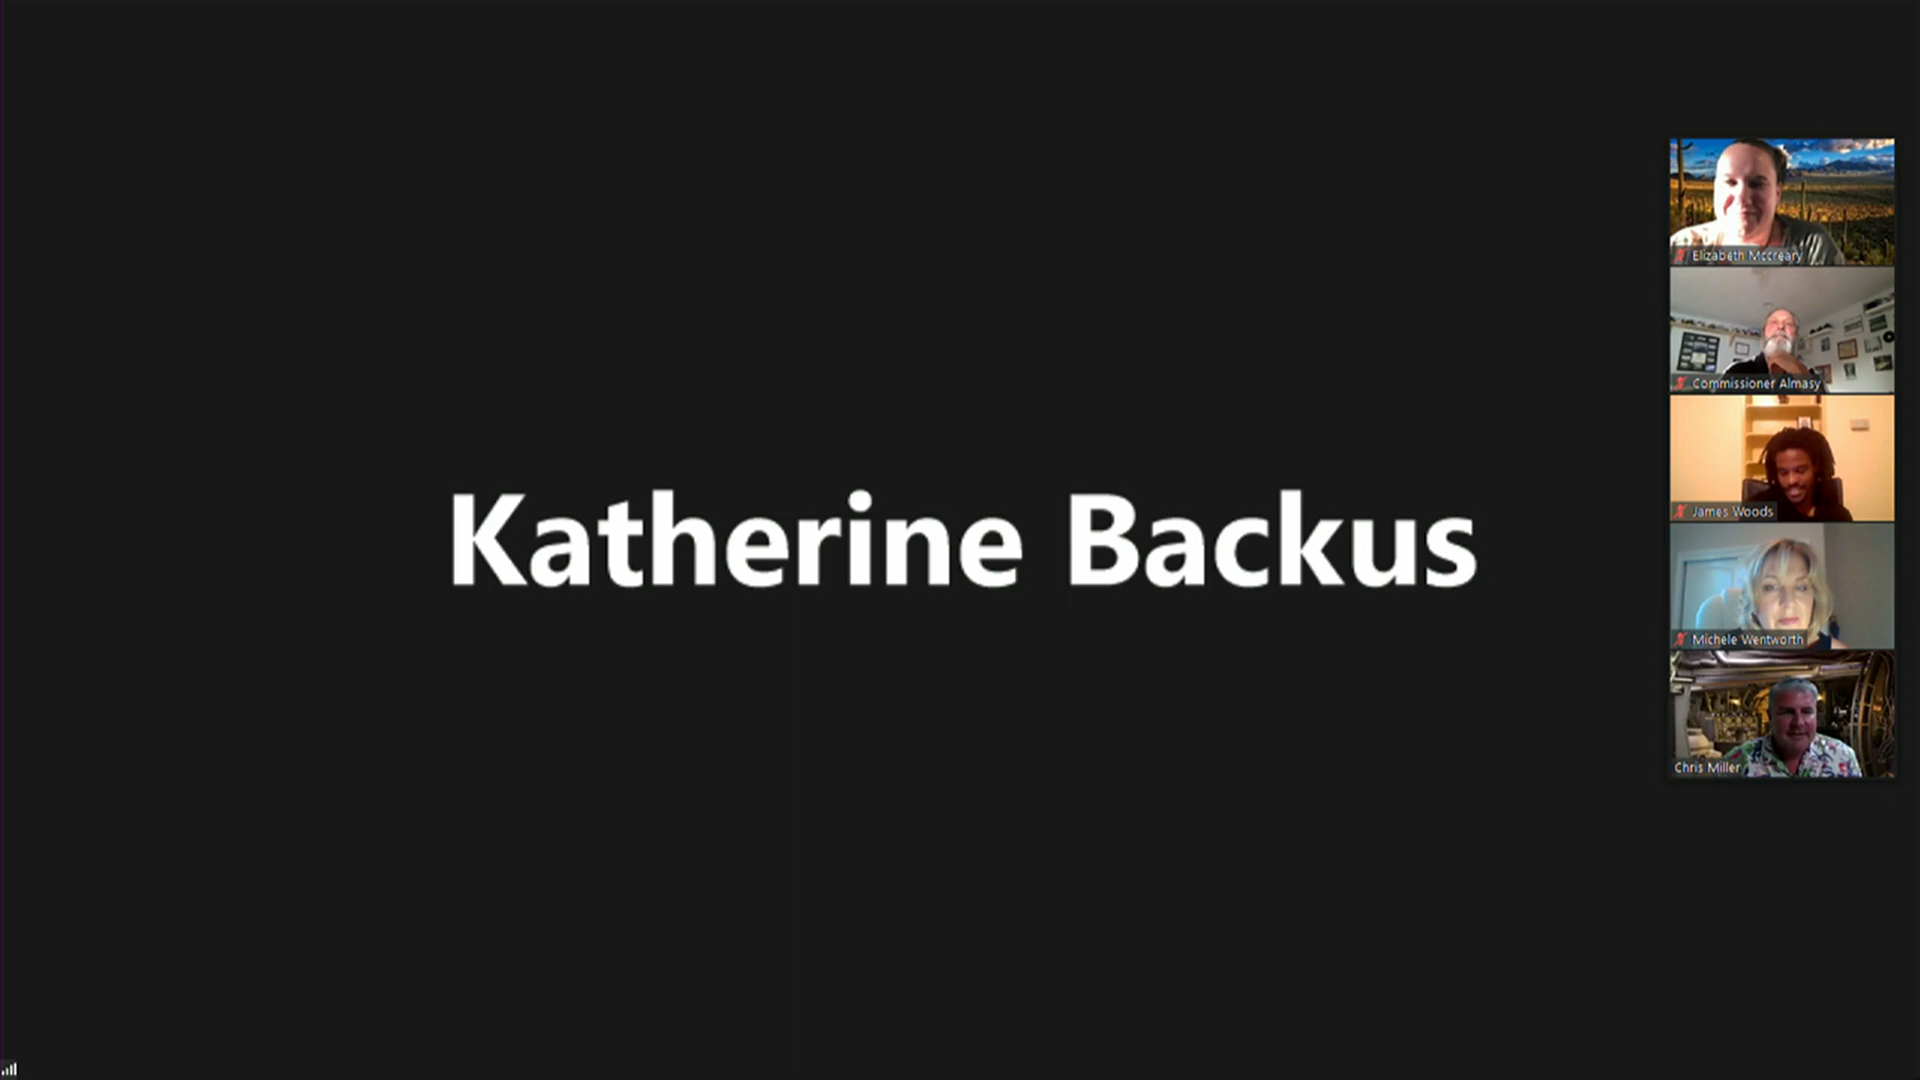 Katherine Backus
Elizabeth Mccreary
Commissioner Almasy
James Woods
Michele Wentworth
Chris Miller